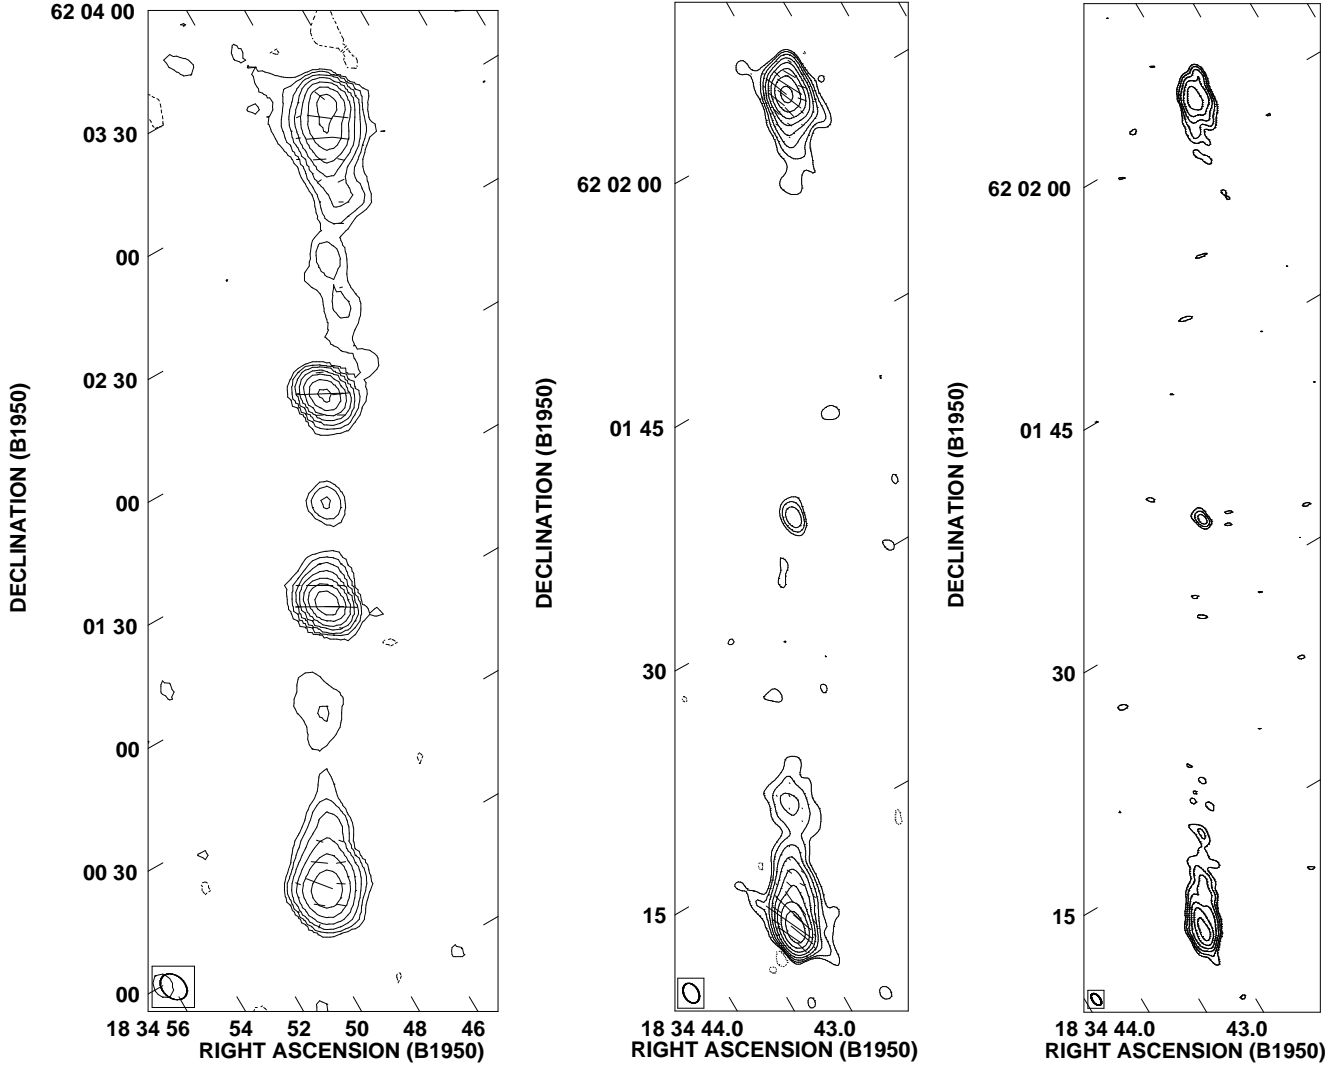 62 04 00
03 30
00
02 30
00
01 30
00
00 30
00
18 34 56 54 52 50 48 46
RIGHT ASCENSION (B1950)
DECLINATION (B1950)
62 02 00
01 45
30
15
18 34 44.0 43.0
RIGHT ASCENSION (B1950)
DECLINATION (B1950)
62 02 00
01 45
30
15
18 34 44.0 43.0
RIGHT ASCENSION (B1950)
DECLINATION (B1950)